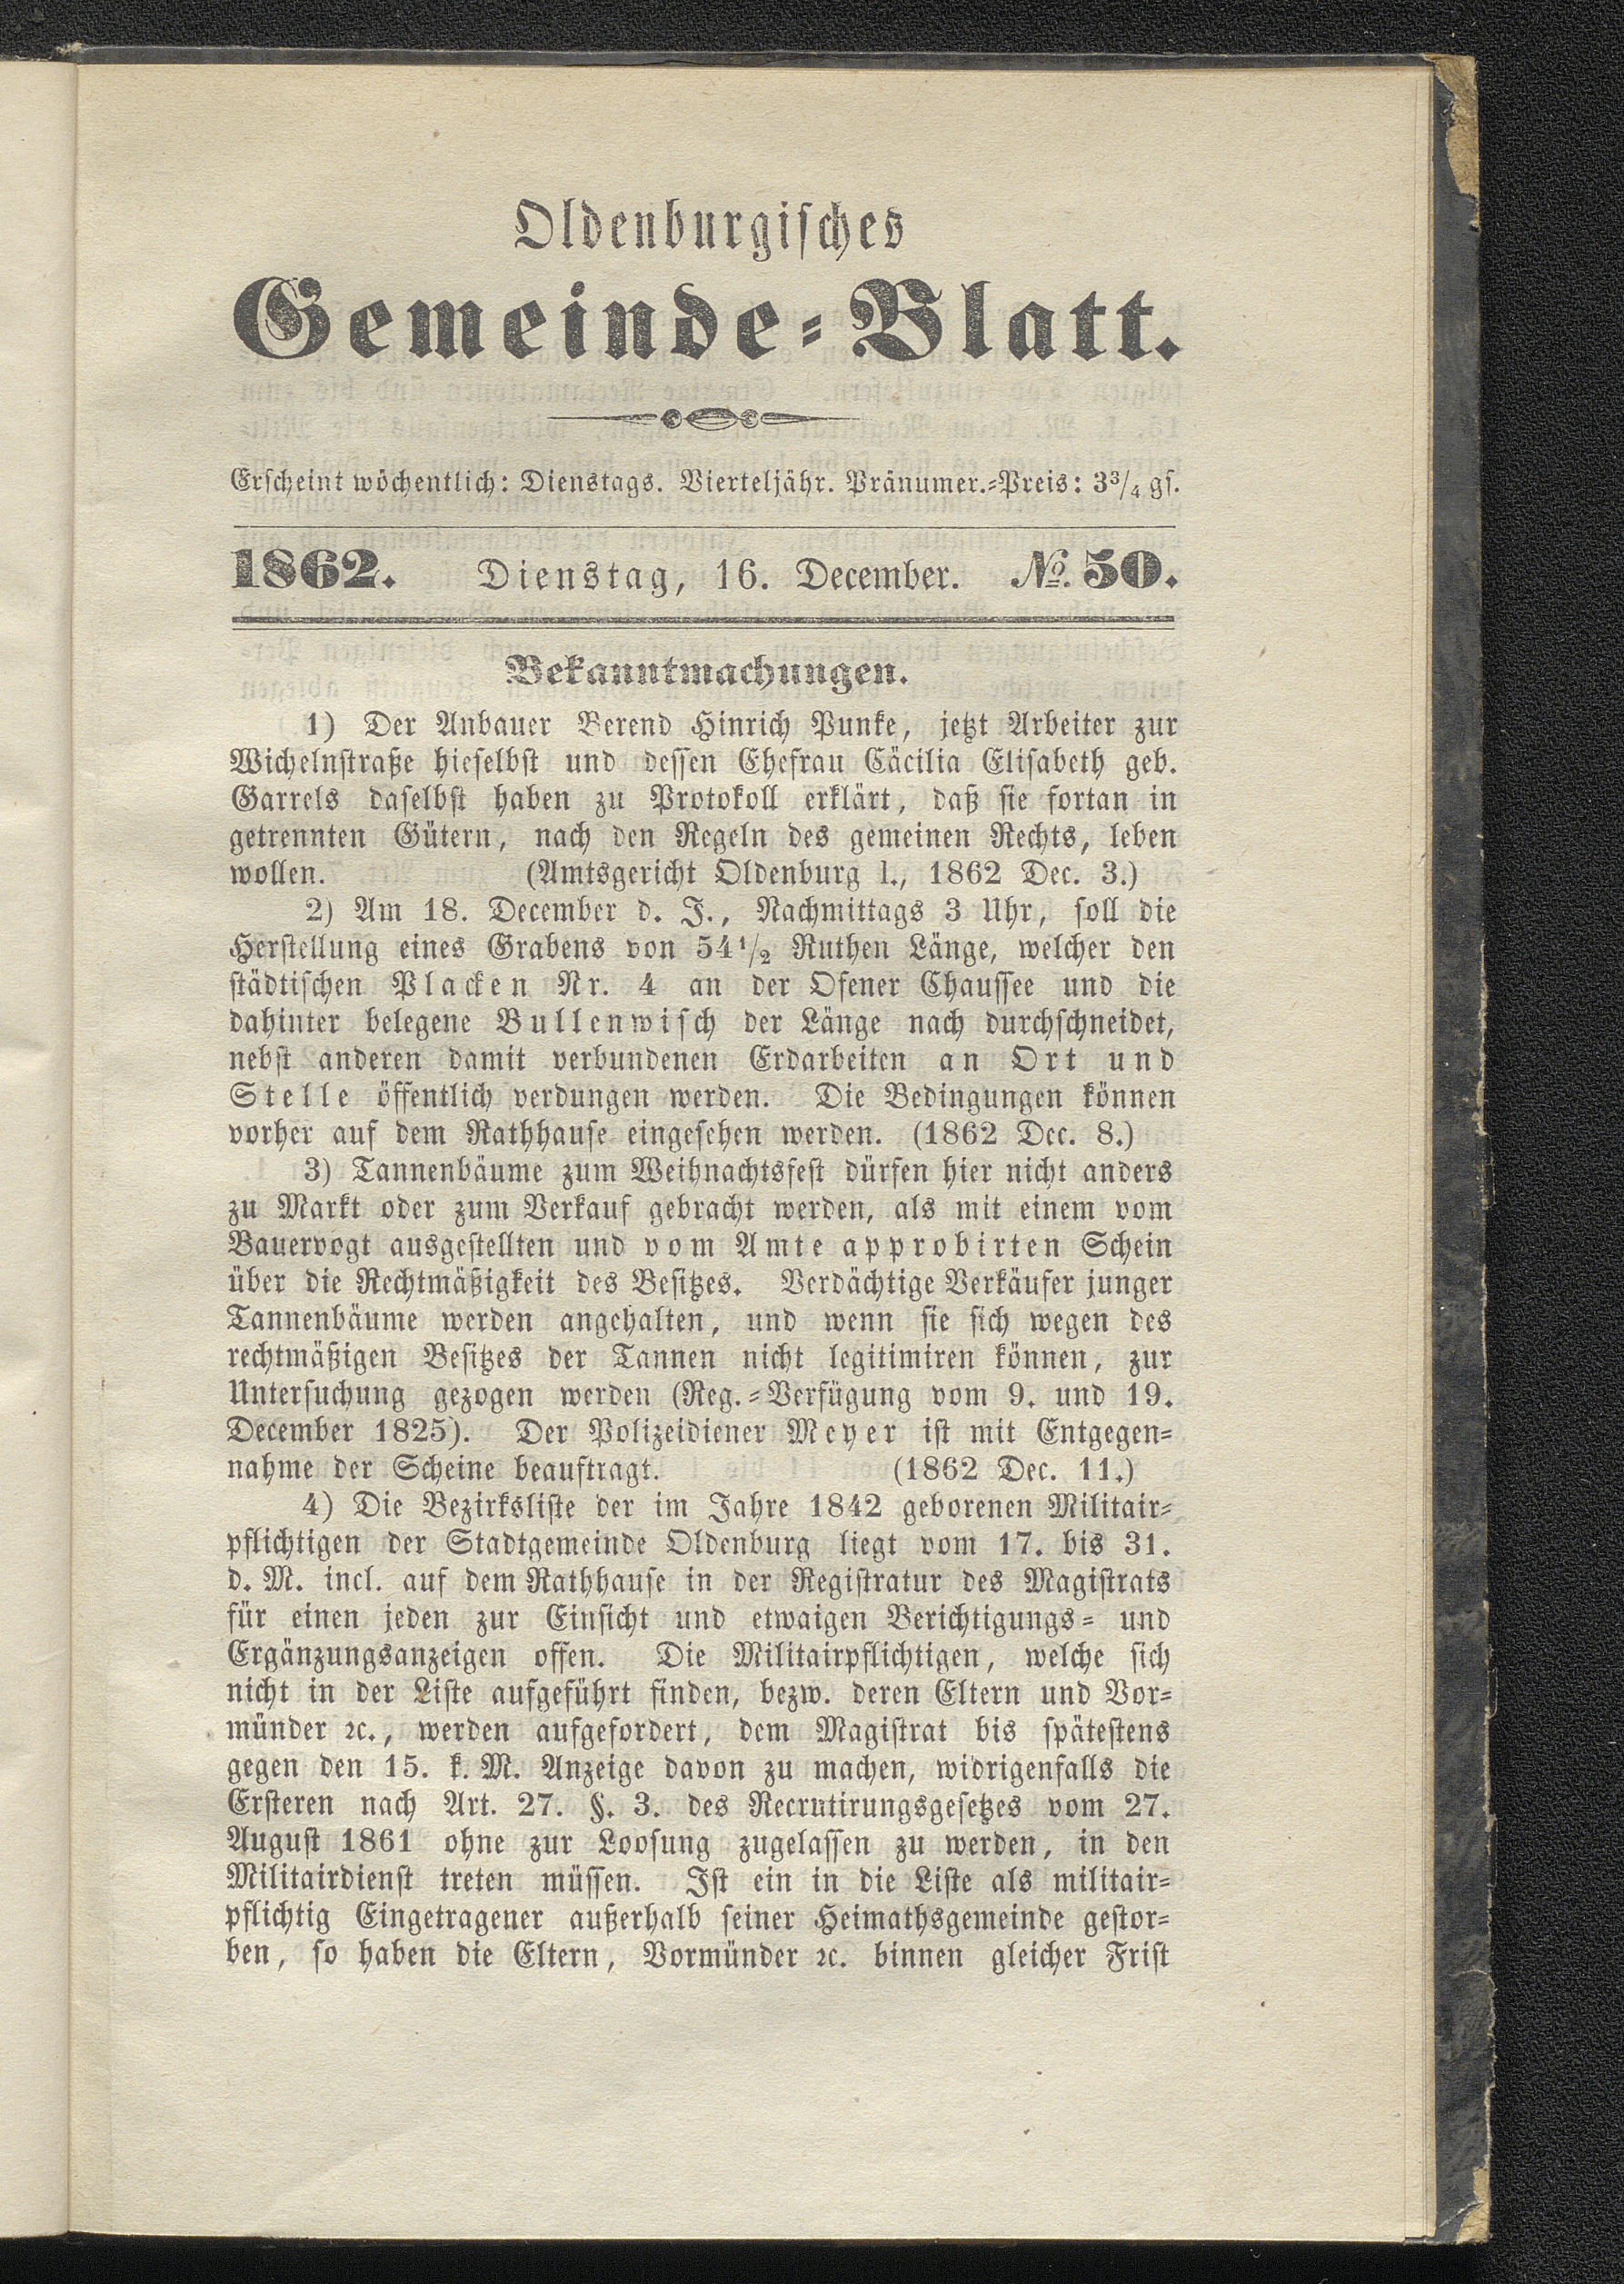 Oldenburgisches
Gemeinde-Blatt.
Erscheint wöchentlich: Dienstags. Vierteljähr. Pränumer.-Preis: 3 3/4 gs.
1862. Dienstag, 16. December. No. 50.
Bekanntmachungen.
1) Der Anbauer Berend Hinrich Punke, jetzt Arbeiter zur
Wichelnstraße hieselbst und dessen Ehefrau Cäcilia Elisabeth geb.
Garrels daselbst haben zu Protokoll erklärt, daß sie fortan in
getrennten Gütern, nach den Regeln des gemeinen Rechts, leben
wollen. (Amtsgericht Oldenburg I., 1862 Dec. 3.)
2) Am 18. December d. J., Nachmittags 3 Uhr, soll die
Herstellung eines Grabens von 54 1/2 Ruthen Länge, welcher den
städtischen Placken Nr. 4 an der Ofener Chaussee und die
dahinter belegene Bullenwisch der Länge nach durchschneidet,
nebst anderen damit verbundenen Erdarbeiten an Ort und
Stelle öffentlich verdungen werden. Die Bedingungen können
vorher auf dem Rathhause eingesehen werden. (1862 Dec. 8.)
3) Tannenbäume zum Weihnachtsfest dürfen hier nicht anders
zu Markt oder zum Verkauf gebracht werden, als mit einem vom
Bauervogt ausgestellten und vom Amte approbirten Schein
über die Rechtmäßigkeit des Besitzes. Verdächtige Verkäufer junger
Tannenbäume werden angehalten, und wenn sie sich wegen des
rechtmäßigen Besitzes der Tannen nicht legitimiren können, zur
Untersuchung gezogen werden (Reg.-Verfügung vom 9. und 19.
December 1825). Der Polizeidiener Meyer ist mit Entgegen-
nahme der Scheine beauftragt. (1862 Dec. 11.)
4) Die Bezirksliste der im Jahre 1842 geborenen Militair-
pflichtigen der Stadtgemeinde Oldenburg liegt vom 17. bis 31.
d. M. incl. auf dem Rathhause in der Registratur des Magistrats
für einen jeden zur Einsicht und etwaigen Berichtigungs- und
Ergänzungsanzeigen offen. Die Militairpflichtigen, welche sich
nicht in der Liste aufgeführt finden, bezw. deren Eltern und Vor-
münder ꝛc., werden aufgefordert, dem Magistrat bis spätestens
gegen den 15. k. M. Anzeige davon zu machen, widrigenfalls die
Ersteren nach Art. 27. §. 3. des Recrutirungsgesetzes vom 27.
August 1861 ohne zur Loosung zugelassen zu werden, in den
Militairdienst treten müssen. Ist ein in die Liste als militair-
pflichtig Eingetragener außerhalb seiner Heimathsgemeinde gestor-
ben, so haben die Eltern, Vormünder ꝛc. binnen gleicher Frist